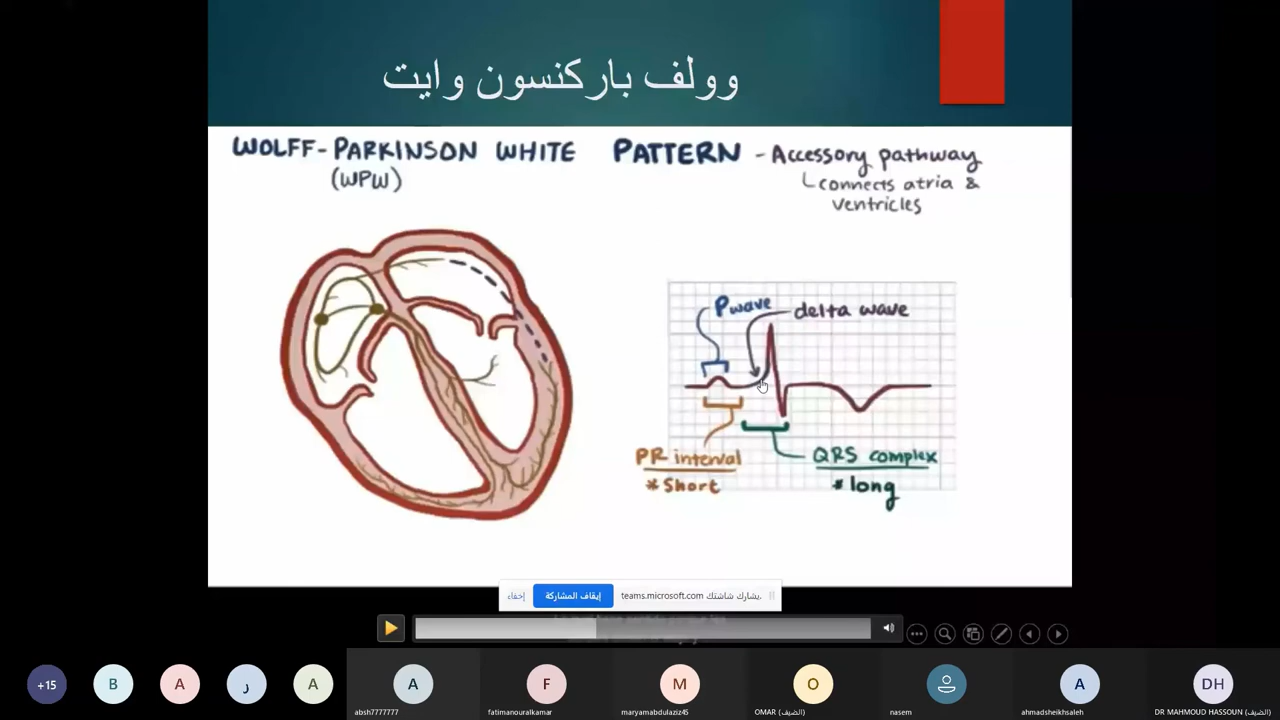 وولف باركنسون وايت
WOLFF-PARKINSON WHITE PATTERN - Accessory pathway
(WPW)
connects atria &
ventricles
P wave
delta wave
PR interval
* Short
QRS complex
* long
إخفاء
إيقاف المشاركة
يشارك شاشتك teams.microsoft.com.
+15
B
A
ر
A
A
F
M
O
A
DH
absh7777777
fatimanouralkamar
maryamabdulaziz45
OMAR (الضيف)
nasem
ahmadsheikhsaleh
DR MAHMOUD HASSOUN (الضيف)